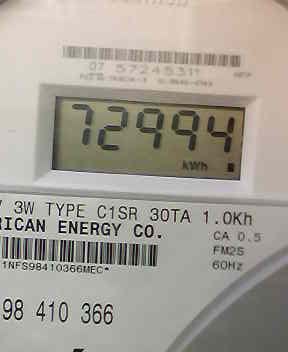 07 57245311
72994
kWh
V 3W TYPE C1SR 30TA 1.0Kh
RICAN ENERGY CO. CA 0.5
FM2S
1NFS98410366MEC* 60Hz
98 410 366